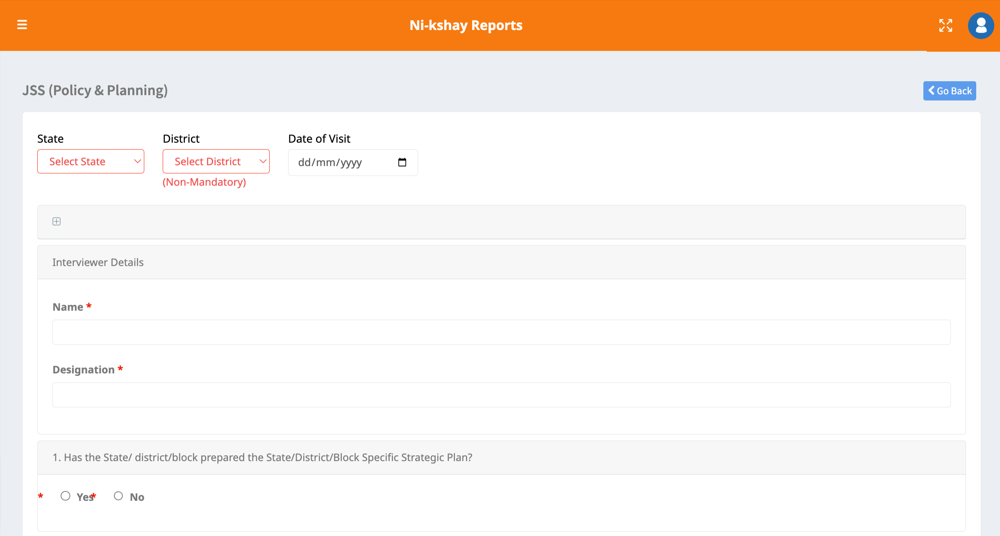 Ni-kshay Reports
JSS (Policy & Planning)
Go Back
State
District
Date of Visit
Select State
Select District
dd/mm/yyyy
(Non-Mandatory)
Interviewer Details
Name *
Designation *
1. Has the State/ district/block prepared the State/District/Block Specific Strategic Plan?
* Yes * No